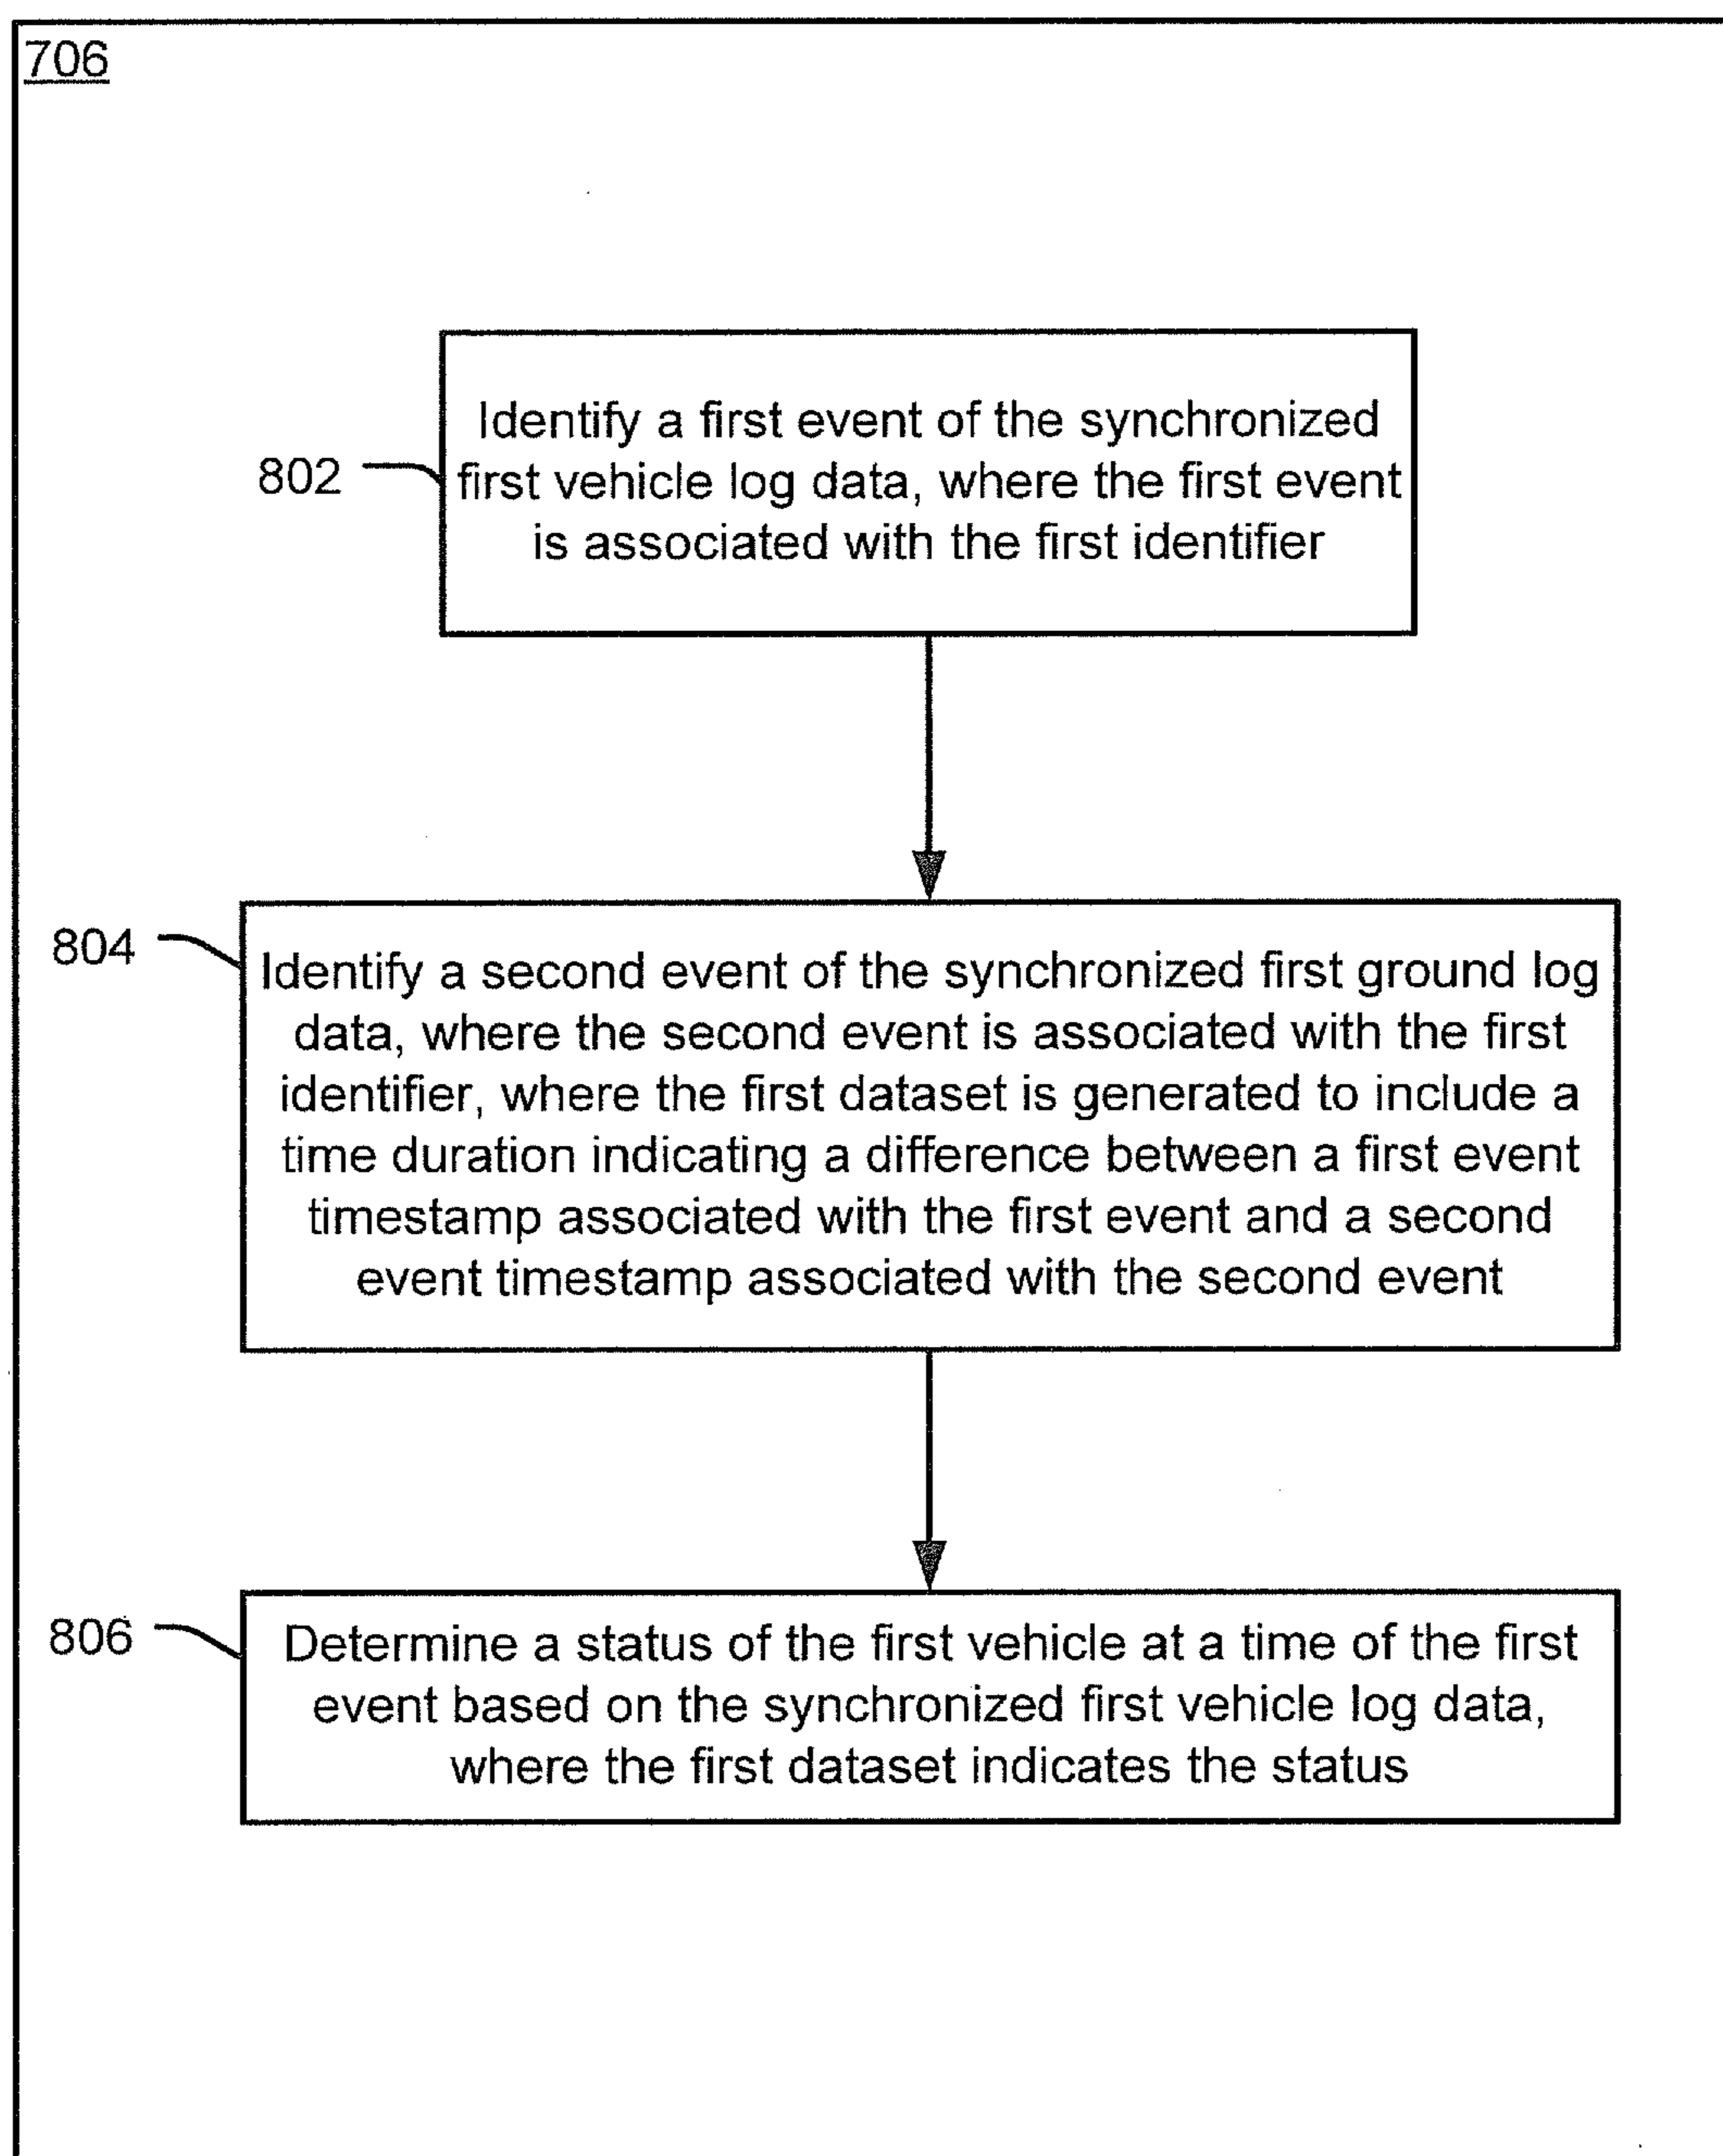 706
Identify a first event of the synchronized
802
first vehicle log data, where the first event
is associated with the first identifier
804
Identify a second event of the synchronized first ground log
data, where the second event is associated with the first
identifier, where the first dataset is generated to include a
time duration indicating a difference between a first event
timestamp associated with the first event and a second
event timestamp associated with the second event
806
Determine a status of the first vehicle at a time of the first
event based on the synchronized first vehicle log data,
where the first dataset indicates the status